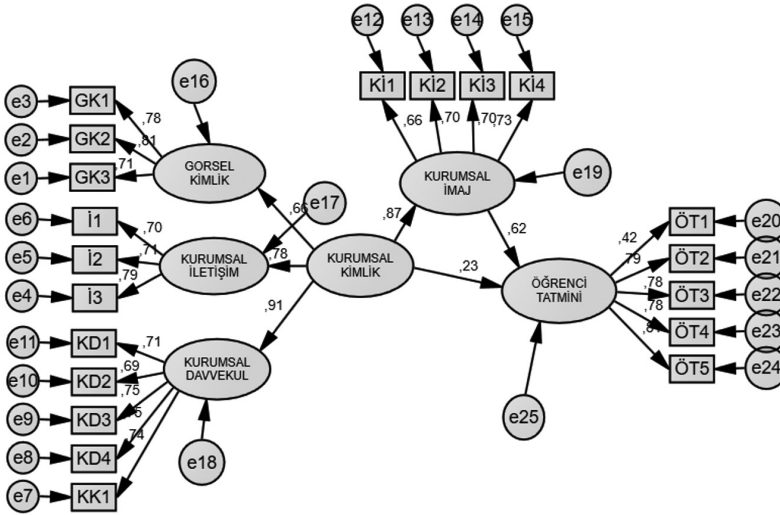 e12
e13
e14
e15
Kİ1
Kİ2
Kİ3
Kİ4
,66
,70
,70
,73
e16
e3
GK1
,78
e2
GK2
,81
e1
GK3
,71
GORSEL
KİMLİK
KURUMSAL
İMAJ
e19
,66
e17
,87
,62
e6
İ1
,70
e5
İ2
,71
e4
İ3
,79
KURUMSAL
İLETİŞİM
,78
KURUMSAL
KİMLİK
,23
ÖĞRENCİ
TATMİNİ
,42
ÖT1
e20
,79
ÖT2
e21
,78
ÖT3
e22
,78
ÖT4
e23
ÖT5
e24
,91
e11
KD1
,71
e10
KD2
,69
e9
KD3
,75
e8
KD4
e7
KK1
,74
KURUMSAL
DAVVEKUL
e18
e25